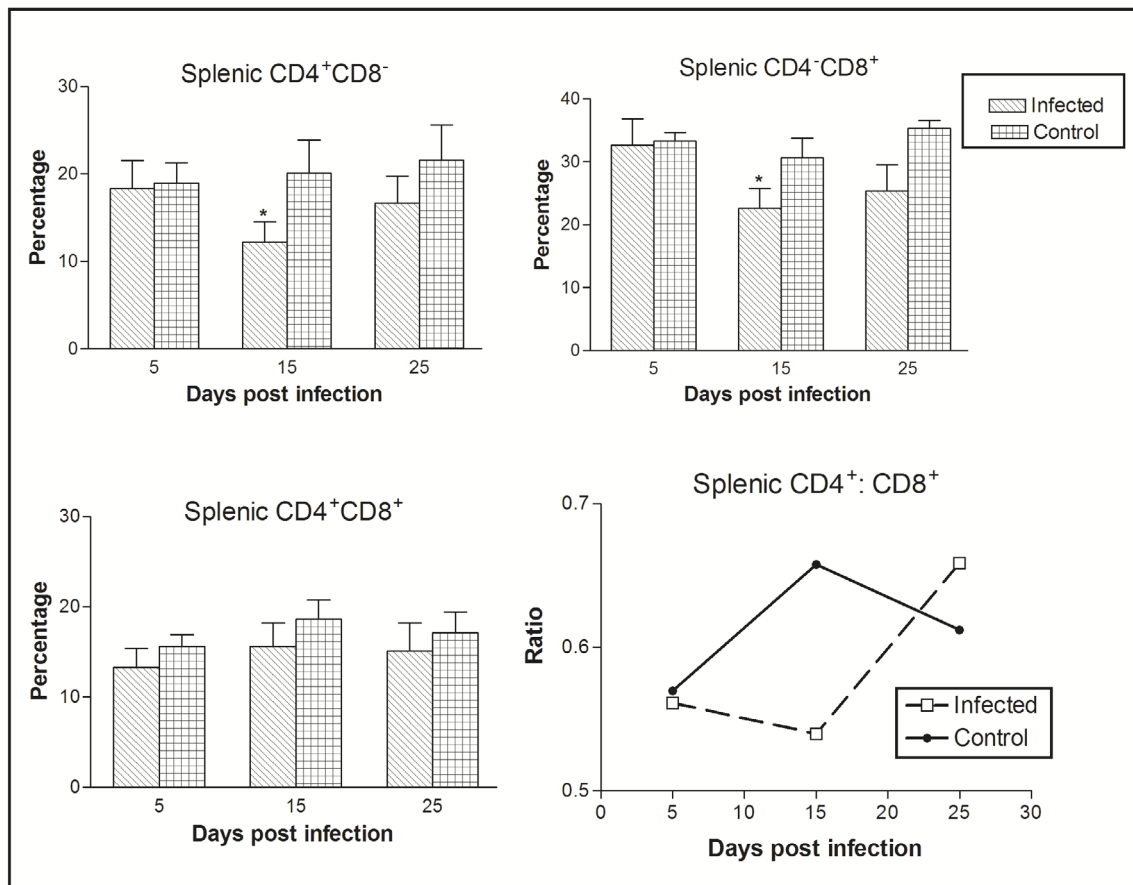 Splenic CD4⁺CD8⁻
30
20
10
0
Percentage
*
5 15 25
Days post infection
Splenic CD4⁻CD8⁺
40
30
20
10
0
Percentage
*
5 15 25
Days post infection
Infected
Control
Splenic CD4⁺CD8⁺
30
20
10
0
Percentage
5 15 25
Days post infection
Splenic CD4⁺: CD8⁺
0.7
0.6
0.5
Ratio
Infected
Control
0 5 10 15 20 25 30
Days post infection